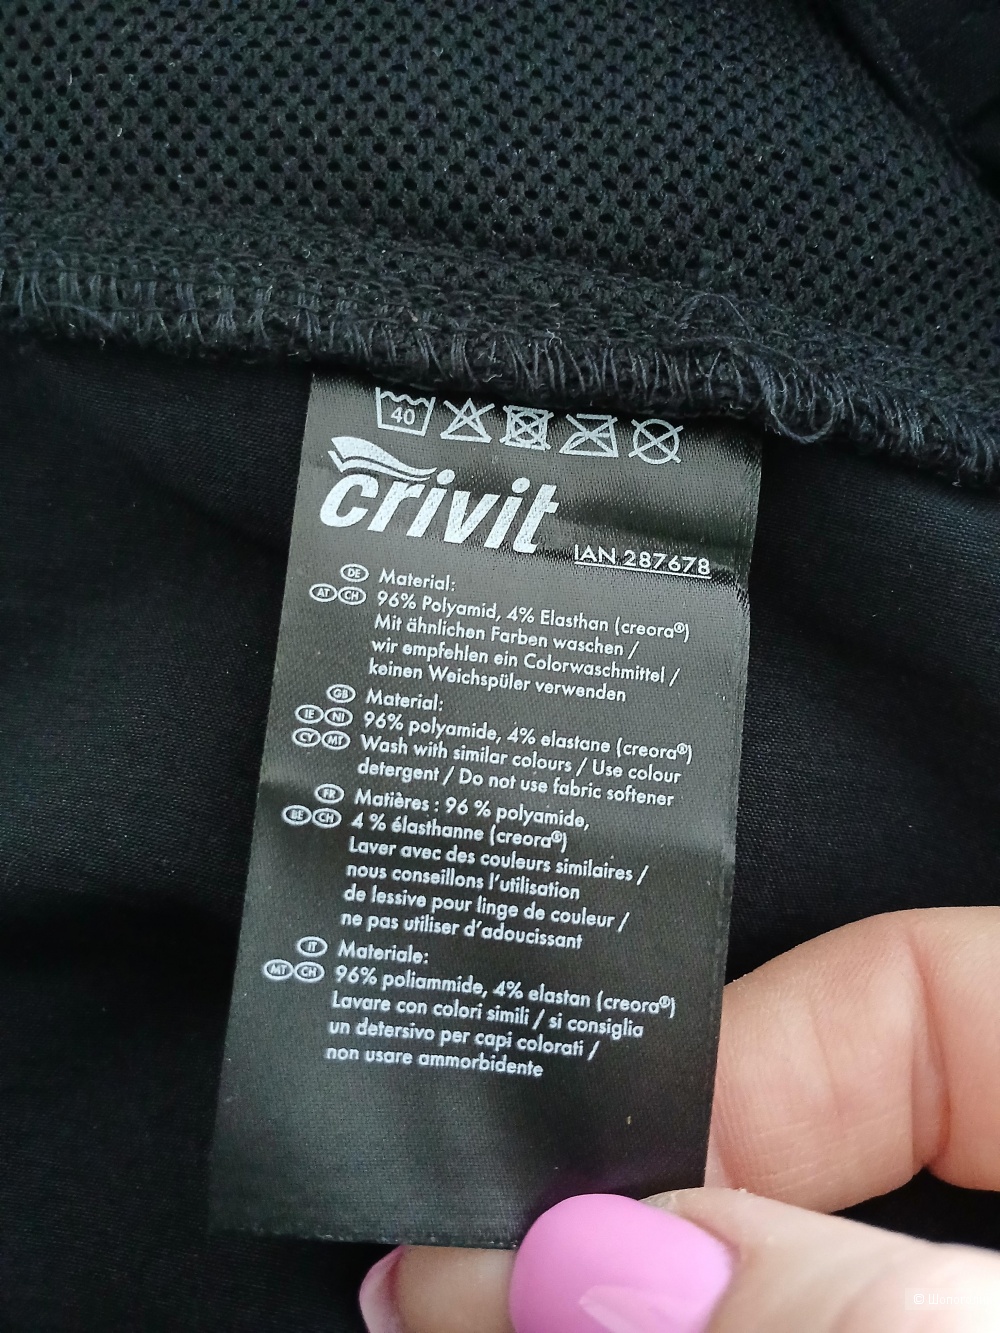 40
crivit
IAN 287678
DE Material:
AT CH 96% Polyamid, 4% Elasthan (creora®)
Mit ähnlichen Farben waschen /
wir empfehlen ein Colorwaschmittel /
keinen Weichspüler verwenden
GB Material:
IE NI 96% polyamide, 4% elastane (creora®)
CY MT Wash with similar colours / Use colour
detergent / Do not use fabric softener
FR Matières : 96 % polyamide,
BE CH 4 % élasthanne (creora®)
Laver avec des couleurs similaires /
nous conseillons l'utilisation
de lessive pour linge de couleur /
ne pas utiliser d'adoucissant
IT Materiale:
MT CH 96% poliammide, 4% elastan (creora®)
Lavare con colori simili / si consiglia
un detersivo per capi colorati /
non usare ammorbidente